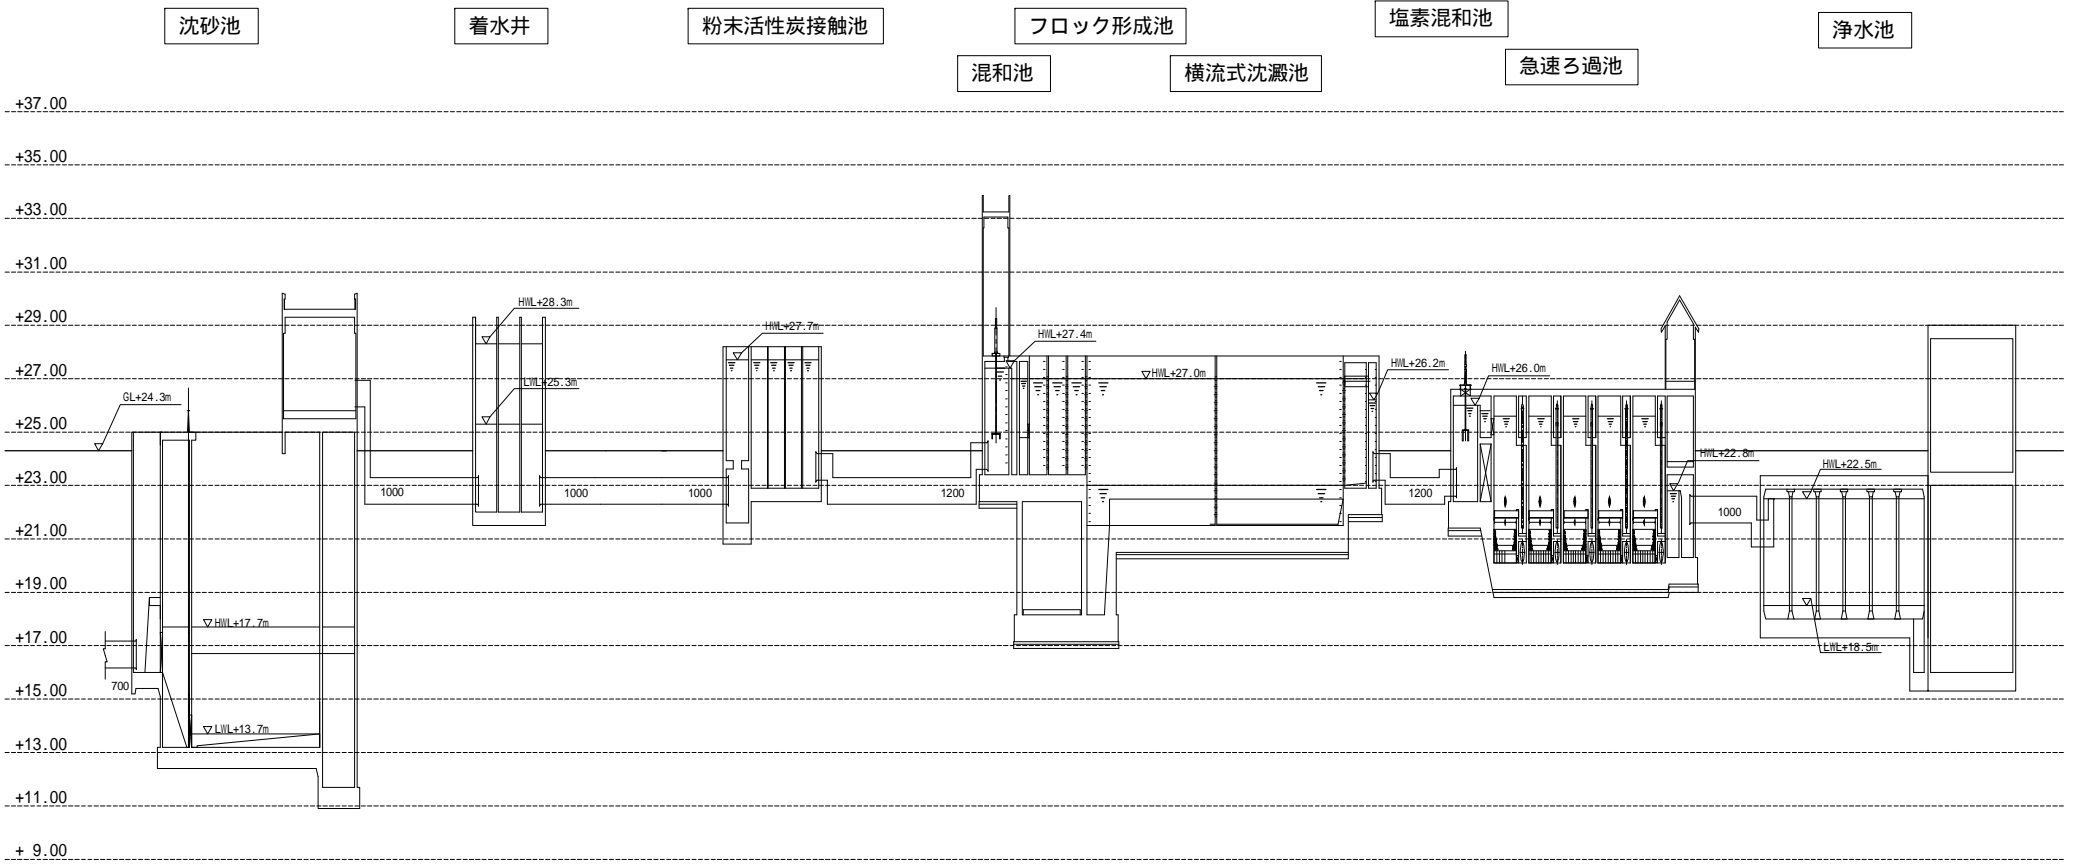 沈砂池
着水井
粉末活性炭接触池
フロック形成池
塩素混和池
浄水池
混和池
横流式沈澱池
急速ろ過池
+37.00
+35.00
+33.00
+31.00
+29.00
+27.00
+25.00
+23.00
+21.00
+19.00
+17.00
+15.00
+13.00
+11.00
+ 9.00
GL+24.3m
HWL+17.7m
LWL+13.7m
700
1000
HWL+28.3m
LWL+25.3m
1000
1000
HWL+27.7m
1200
HWL+27.4m
HWL+27.0m
HWL+26.2m
1200
HWL+26.0m
HWL+22.8m
1000
HWL+22.5m
LWL+18.5m